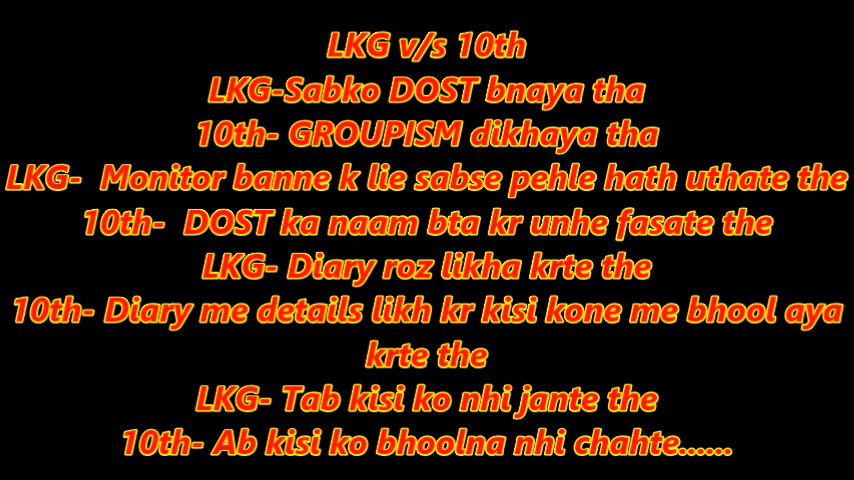 LKG v/s 10th
LKG-Sabko DOST bnaya tha
10th- GROUPISM dikhaya tha
LKG- Monitor banne k lie sabse pehle hath uthate the
10th- DOST ka naam bta kr unhe fasate the
LKG- Diary roz likha krte the
10th- Diary me details likh kr kisi kone me bhool aya
krte the
LKG- Tab kisi ko nhi jante the
10th- Ab kisi ko bhoolna nhi chahte......